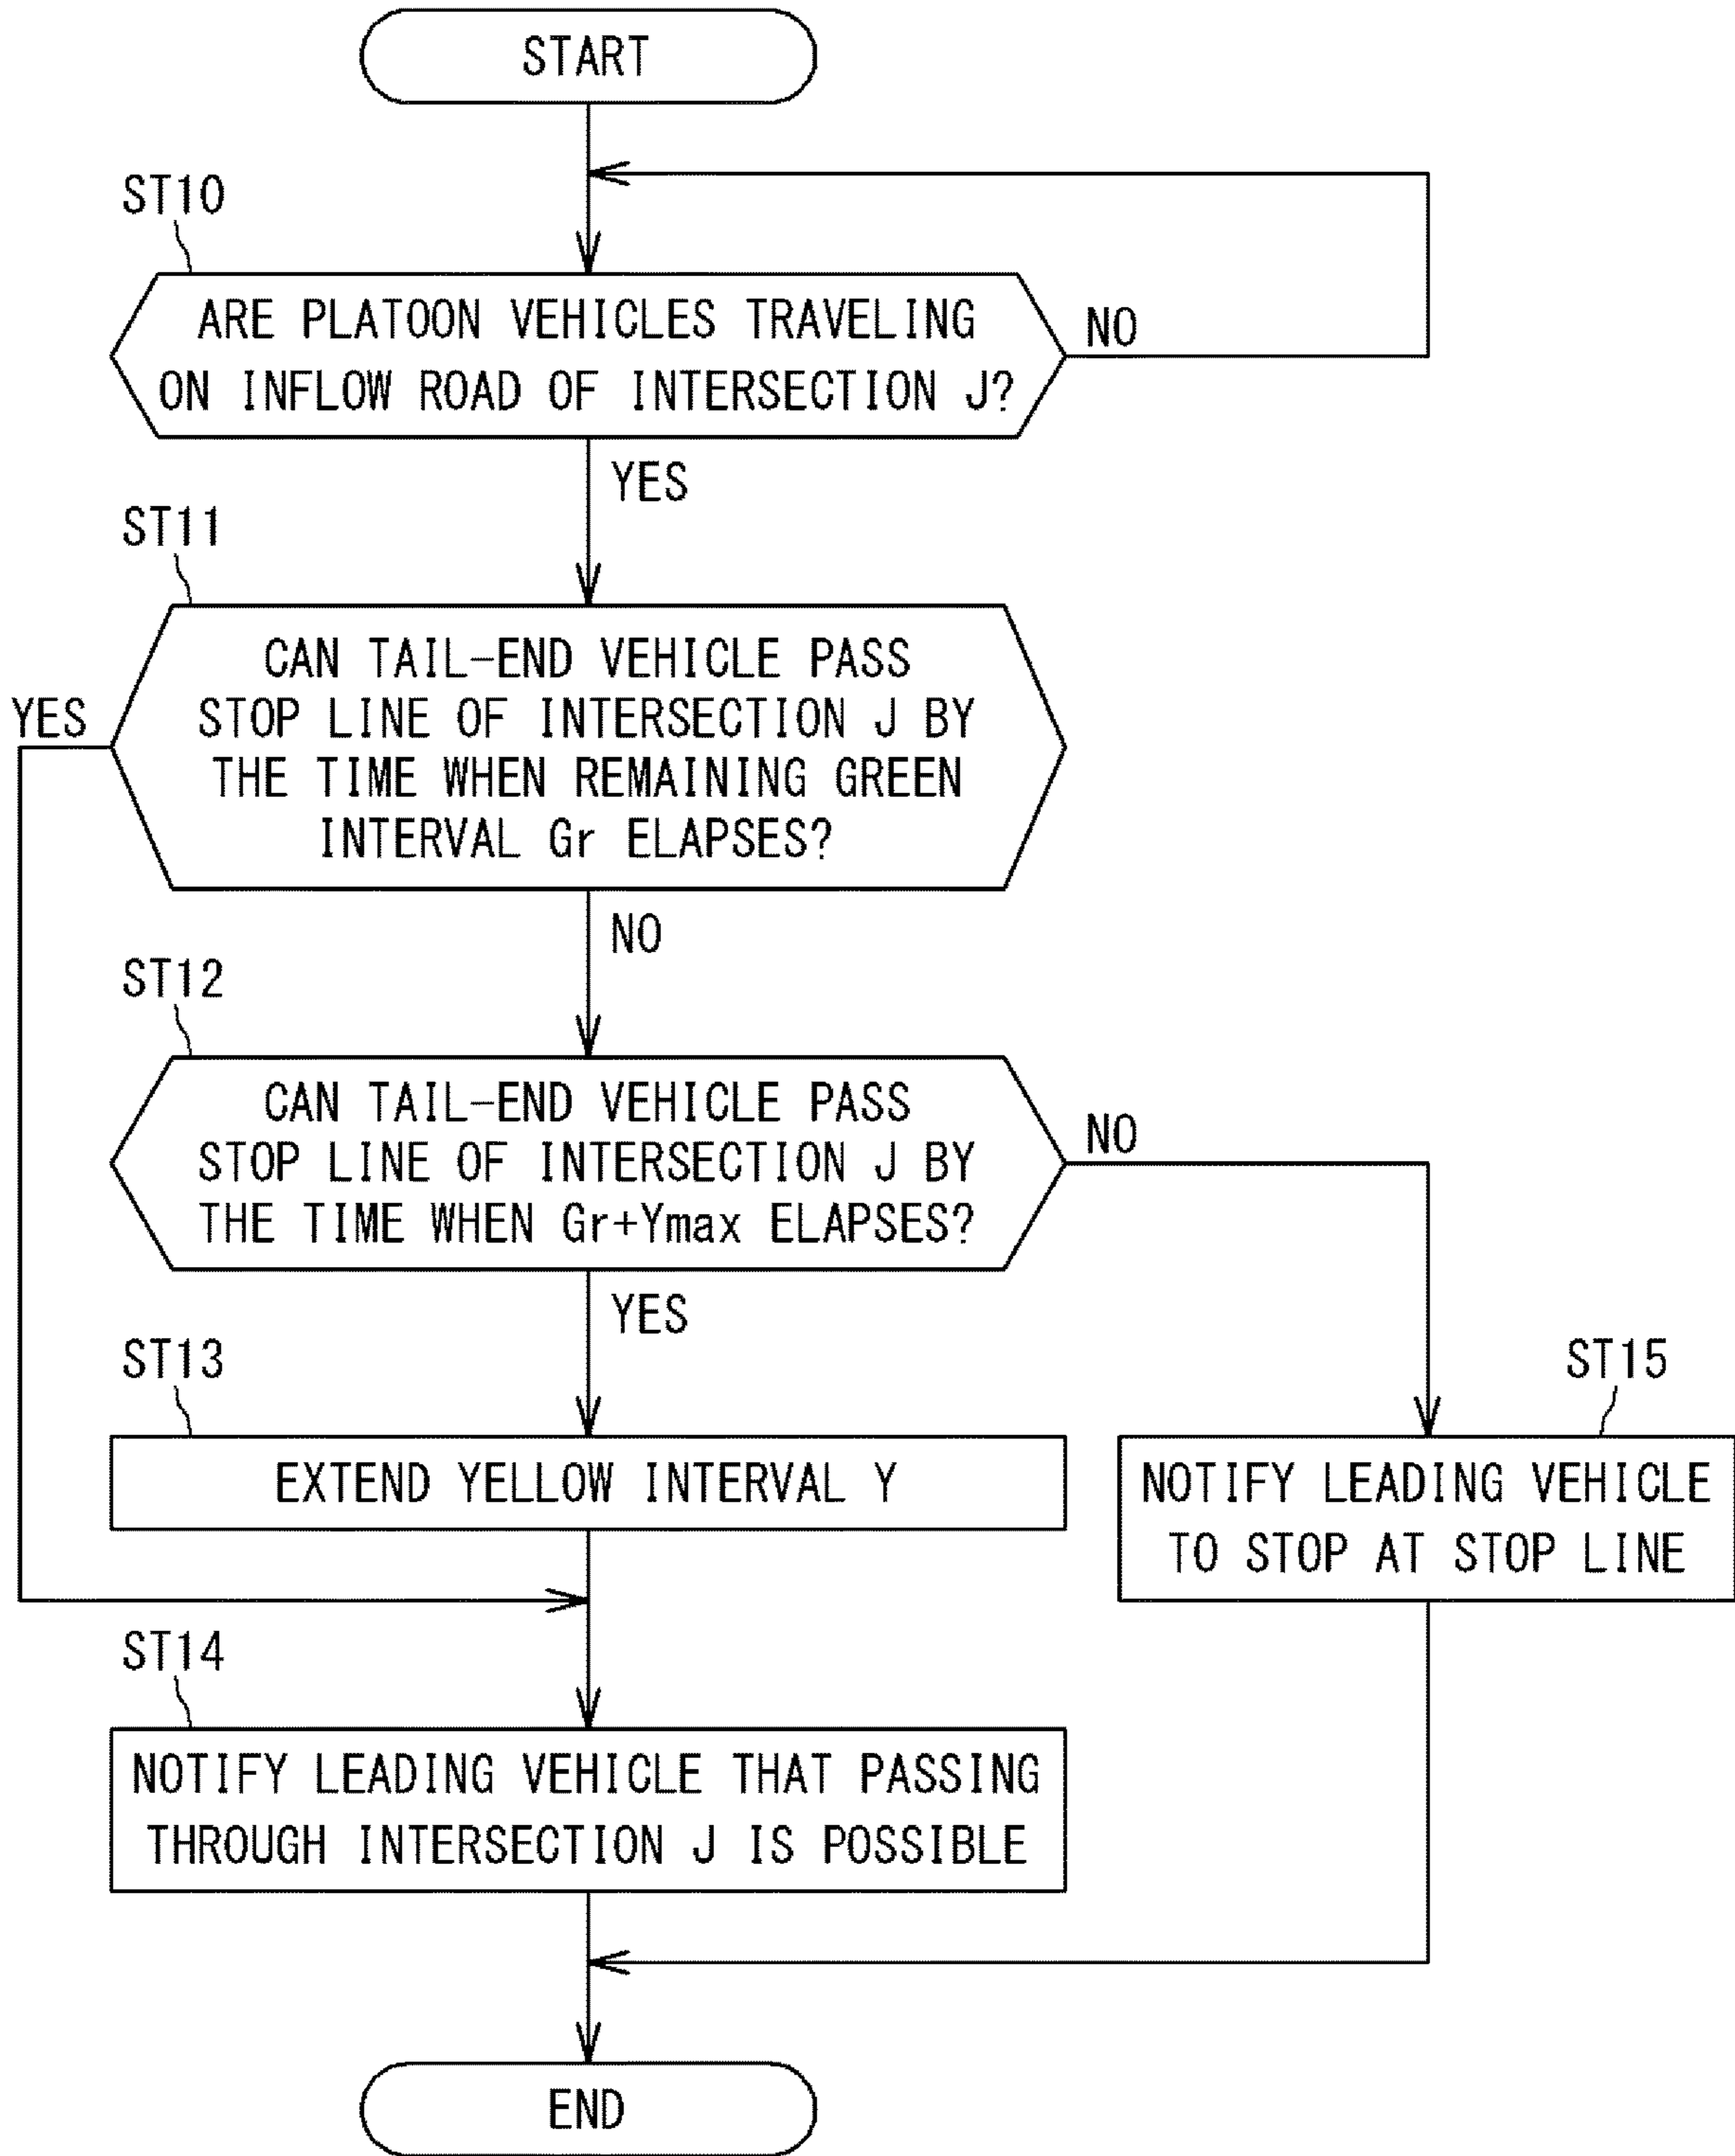 START
ST10
ARE PLATOON VEHICLES TRAVELING
ON INFLOW ROAD OF INTERSECTION J?
NO
YES
ST11
CAN TAIL-END VEHICLE PASS
STOP LINE OF INTERSECTION J BY
THE TIME WHEN REMAINING GREEN
INTERVAL Gr ELAPSES?
YES
NO
ST12
CAN TAIL-END VEHICLE PASS
STOP LINE OF INTERSECTION J BY
THE TIME WHEN Gr+Ymax ELAPSES?
NO
YES
ST13
EXTEND YELLOW INTERVAL Y
ST15
NOTIFY LEADING VEHICLE
TO STOP AT STOP LINE
ST14
NOTIFY LEADING VEHICLE THAT PASSING
THROUGH INTERSECTION J IS POSSIBLE
END